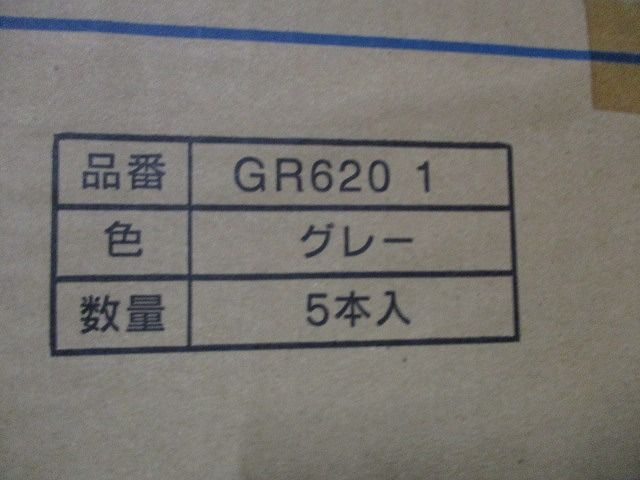 品番 GR620 1
色 グレー
数量 5本入